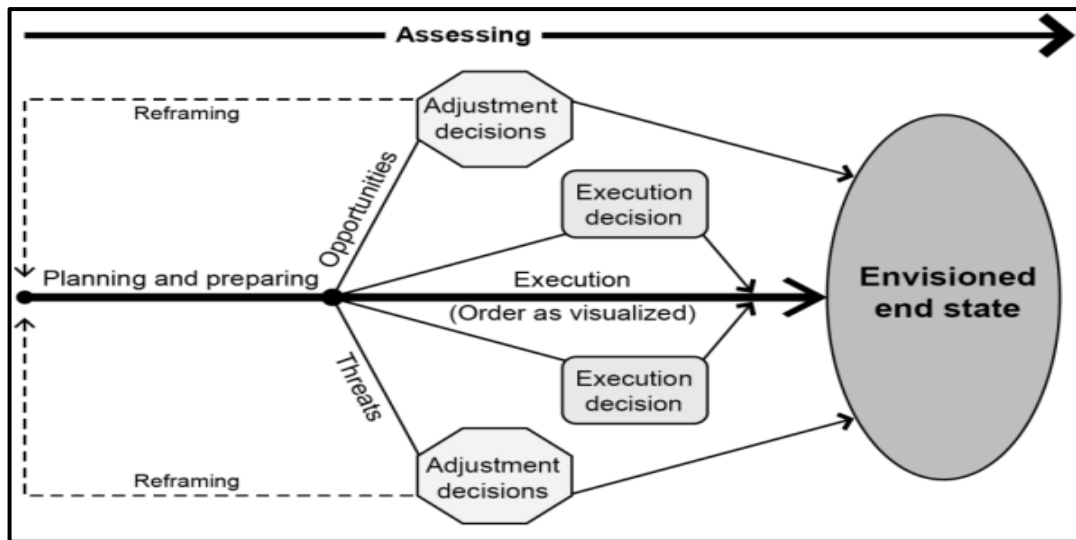 Assessing
Reframing
Adjustment
decisions
Opportunities
Execution
decision
Planning and preparing
Execution
(Order as visualized)
Envisioned
end state
Threats
Execution
decision
Adjustment
decisions
Reframing